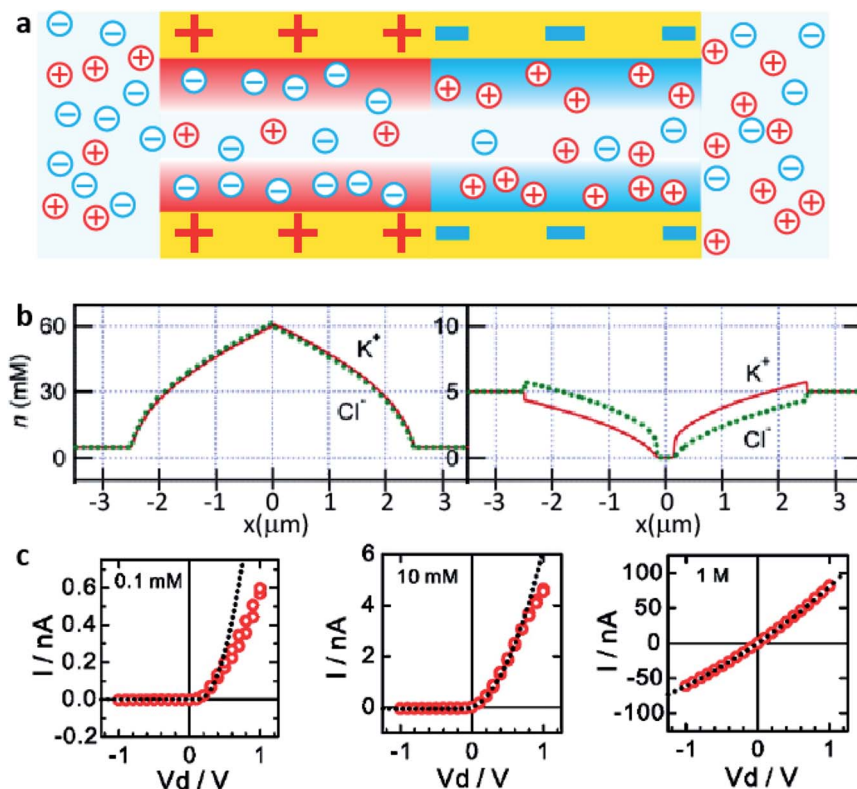 a
b
60
30
0
n (mM)
K+
Cl-
-3 -2 -1 0 1 2 3
x(μm)
10
5
0
K+
Cl-
-3 -2 -1 0 1 2 3
x(μm)
c
0.1 mM
0.6
0.4
0.2
0.0
-0.2
I / nA
-1 0 1
Vd / V
10 mM
6
4
2
0
I / nA
-1 0 1
Vd / V
1 M
100
50
0
-50
-100
I / nA
-1 0 1
Vd / V